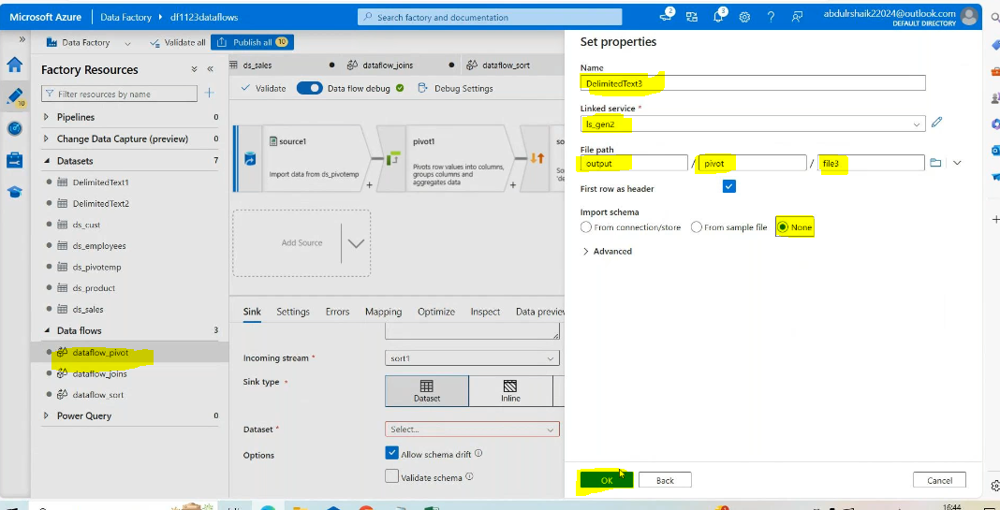 Microsoft Azure
Data Factory
df1123dataflows
Search factory and documentation
2
3
abdulrshaik22024@outlook.com
DEFAULT DIRECTORY
Data Factory
Validate all
Publish all 10
Factory Resources
Filter resources by name
10
Pipelines 0
Change Data Capture (preview) 0
Datasets 7
DelimitedText1
DelimitedText2
ds_cust
ds_employees
ds_pivotemp
ds_product
ds_sales
Data flows 3
dataflow_pivot
dataflow_joins
dataflow_sort
Power Query 0
ds_sales
dataflow_joins
dataflow_sort
Validate
Data flow debug
Debug Settings
source1
Import data from ds_pivotemp
pivot1
Pivots row values into columns,
groups columns and
aggregates data
so
So
'de
Add Source
Sink Settings Errors Mapping Optimize Inspect Data preview
Incoming stream *
sort1
Sink type *
Dataset
Inline
Dataset *
Select...
Options
Allow schema drift
Validate schema
Set properties
Name
DelimitedText3
Linked service *
ls_gen2
File path
output / pivot / file3
First row as header
Import schema
From connection/store From sample file None
Advanced
OK Back Cancel
16:44